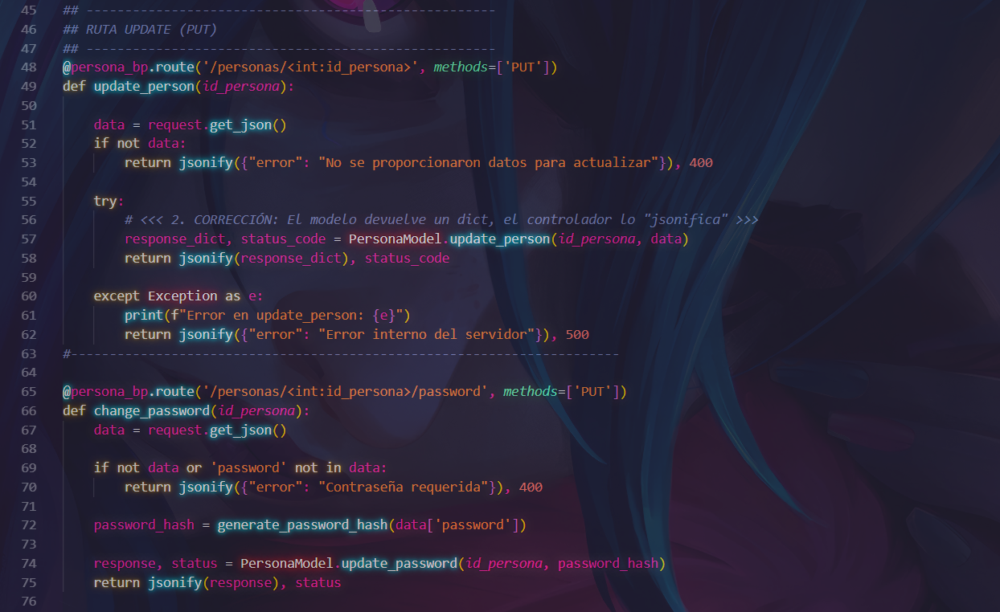 45 ## -----------------------------------------------------
46 ## RUTA UPDATE (PUT)
47 ## -----------------------------------------------------
48 @persona_bp.route('/personas/<int:id_persona>', methods=['PUT'])
49 def update_person(id_persona):
50
51     data = request.get_json()
52     if not data:
53         return jsonify({"error": "No se proporcionaron datos para actualizar"}), 400
54
55     try:
56         # <<< 2. CORRECCIÓN: El modelo devuelve un dict, el controlador lo "jsonifica" >>>
57         response_dict, status_code = PersonaModel.update_person(id_persona, data)
58         return jsonify(response_dict), status_code
59
60     except Exception as e:
61         print(f"Error en update_person: {e}")
62         return jsonify({"error": "Error interno del servidor"}), 500
63 #-----------------------------------------------------------------------
64
65 @persona_bp.route('/personas/<int:id_persona>/password', methods=['PUT'])
66 def change_password(id_persona):
67     data = request.get_json()
68
69     if not data or 'password' not in data:
70         return jsonify({"error": "Contraseña requerida"}), 400
71
72     password_hash = generate_password_hash(data['password'])
73
74     response, status = PersonaModel.update_password(id_persona, password_hash)
75     return jsonify(response), status
76